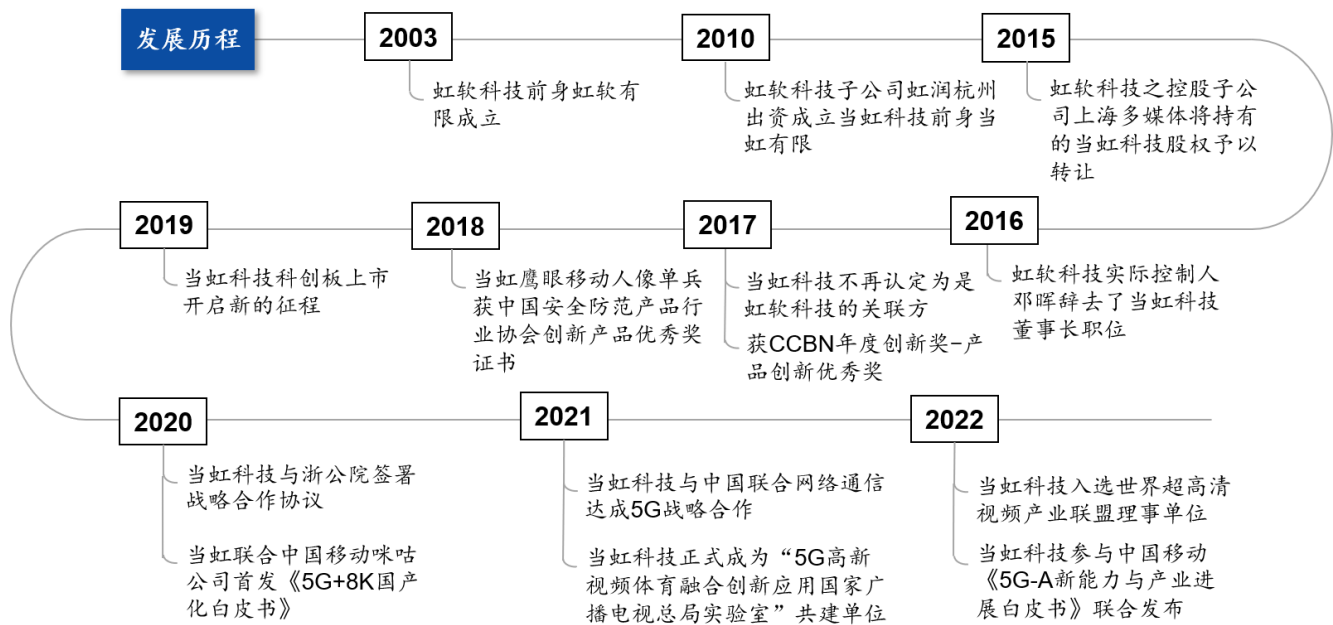 发展历程
2003
虹软科技前身虹软有
限成立
2010
虹软科技子公司虹润杭州
出资成立当虹科技前身当
虹有限
2015
虹软科技之控股子公
司上海多媒体将持有
的当虹科技股权予以
转让
2016
虹软科技实际控制人
邓晖辞去了当虹科技
董事长职位
2017
当虹科技不再认定为是
虹软科技的关联方
获CCBN年度创新奖-产
品创新优秀奖
2018
当虹鹰眼移动人像单兵
获中国安全防范产品行
业协会创新产品优秀奖
证书
2019
当虹科技科创板上市
开启新的征程
2020
当虹科技与浙公院签署
战略合作协议
当虹联合中国移动咪咕
公司首发《5G+8K国产
化白皮书》
2021
当虹科技与中国联合网络通信
达成5G战略合作
当虹科技正式成为“5G高新
视频体育融合创新应用国家广
播电视总局实验室”共建单位
2022
当虹科技入选世界超高清
视频产业联盟理事单位
当虹科技参与中国移动
《5G-A新能力与产业进
展白皮书》联合发布